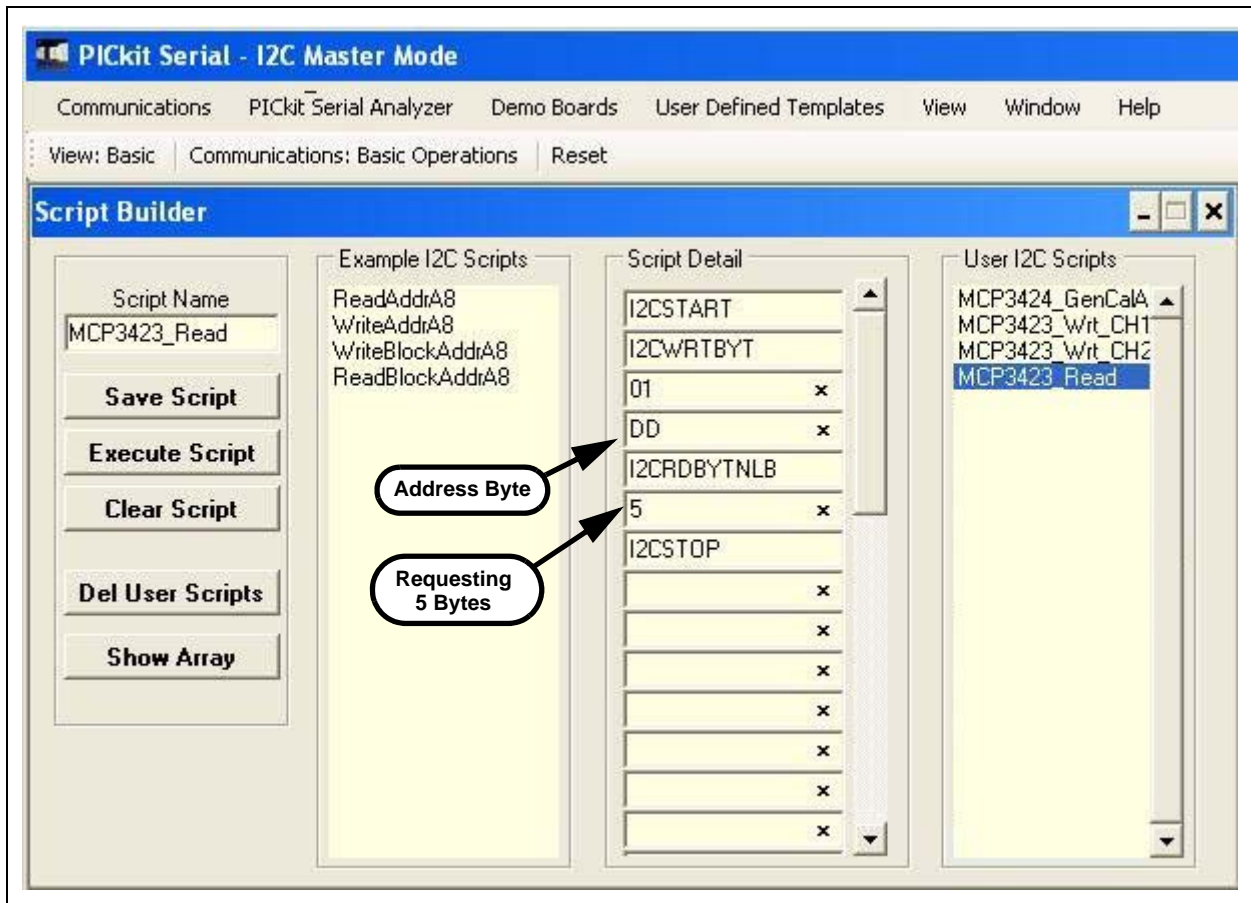 PICkit Serial - I2C Master Mode
Communications PICkit Serial Analyzer Demo Boards User Defined Templates View Window Help
View: Basic Communications: Basic Operations Reset
Script Builder
Script Name
MCP3423_Read
Save Script
Execute Script
Clear Script
Del User Scripts
Show Array
Example I2C Scripts
ReadAddrA8
WriteAddrA8
WriteBlockAddrA8
ReadBlockAddrA8
Address Byte
Requesting
5 Bytes
Script Detail
I2CSTART
I2CWRTBYT
01 x
DD x
I2CRDBYTNLB
5 x
I2CSTOP
x
x
x
x
x
x
x
User I2C Scripts
MCP3424_GenCalA
MCP3423_Wrt_CH1
MCP3423_Wrt_CH2
MCP3423_Read